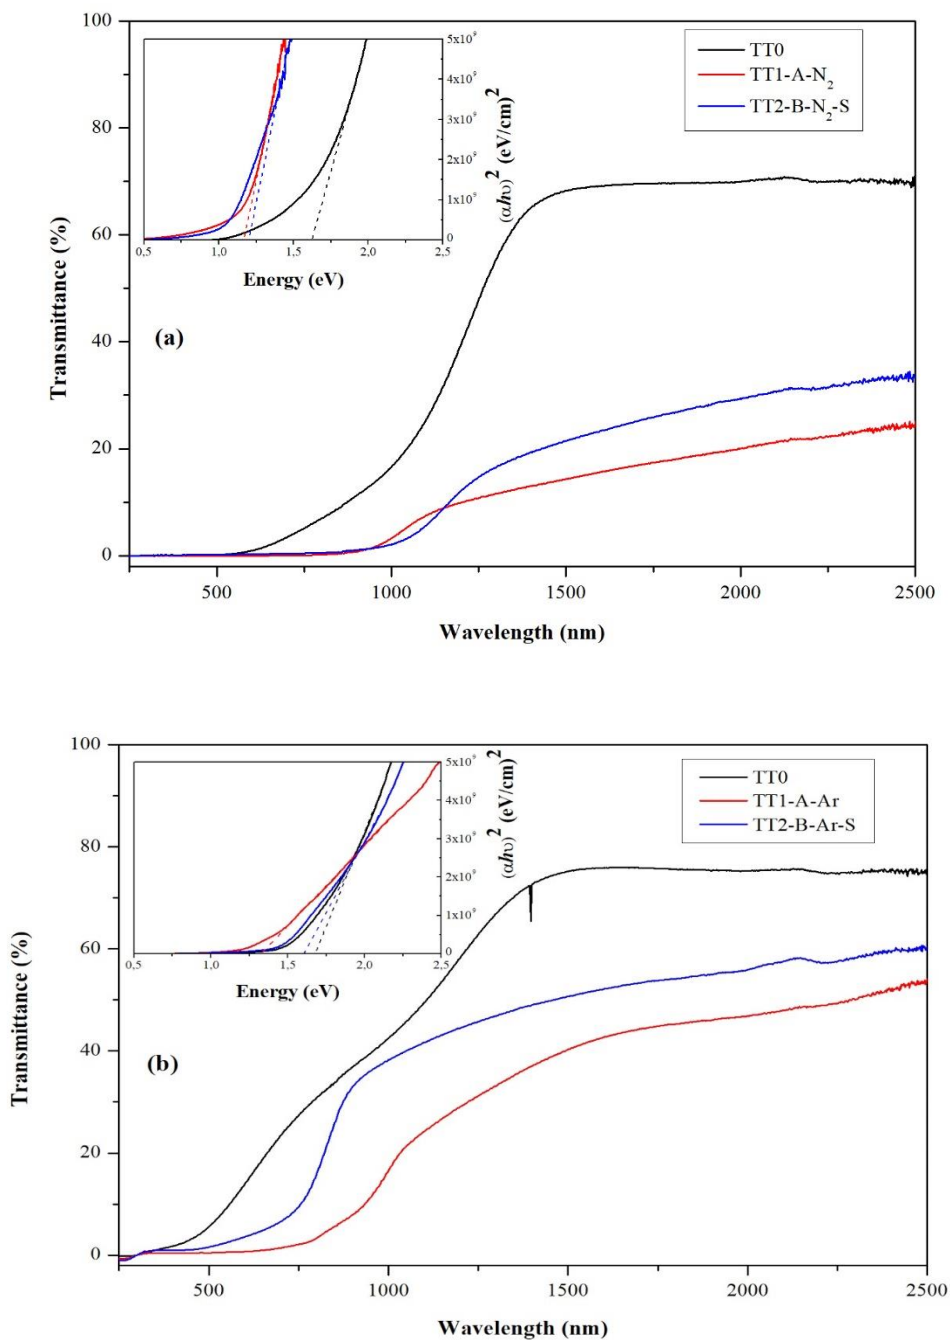 100
80
60
40
20
0
Transmittance (%)
500
1000
1500
2000
2500
Wavelength (nm)
(a)
TT0
TT1-A-N₂
TT2-B-N₂-S
5x10⁹
4x10⁹
3x10⁹
2x10⁹
1x10⁹
0
(αhυ)² (eV/cm)²
0,5
1,0
1,5
2,0
2,5
Energy (eV)
100
80
60
40
20
0
Transmittance (%)
500
1000
1500
2000
2500
Wavelength (nm)
(b)
TT0
TT1-A-Ar
TT2-B-Ar-S
5x10⁹
4x10⁹
3x10⁹
2x10⁹
1x10⁹
0
(αhυ)² (eV/cm)²
0,5
1,0
1,5
2,0
2,5
Energy (eV)